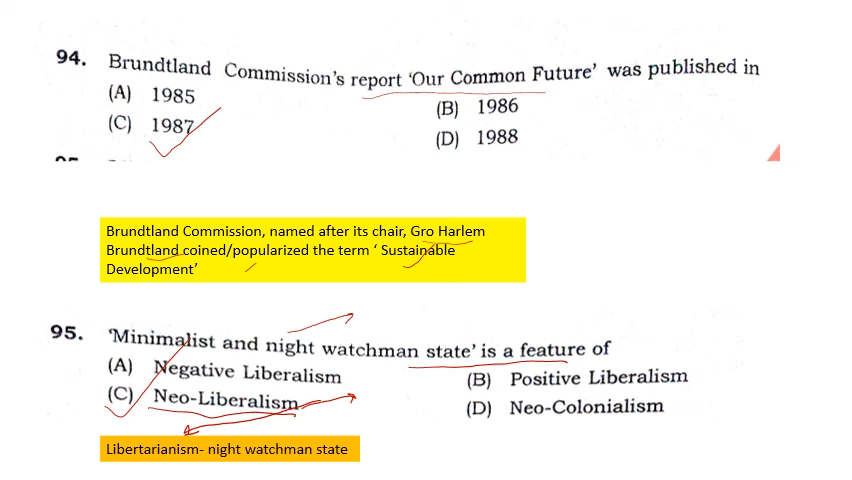 94. Brundtland Commission's report 'Our Common Future' was published in
(A) 1985
(B) 1986
(C) 1987
(D) 1988
Brundtland Commission, named after its chair, Gro Harlem
Brundtland coined/popularized the term ‘ Sustainable
Development’
95. 'Minimalist and night watchman state' is a feature of
(A) Negative Liberalism
(B) Positive Liberalism
(C) Neo-Liberalism
(D) Neo-Colonialism
Libertarianism- night watchman state